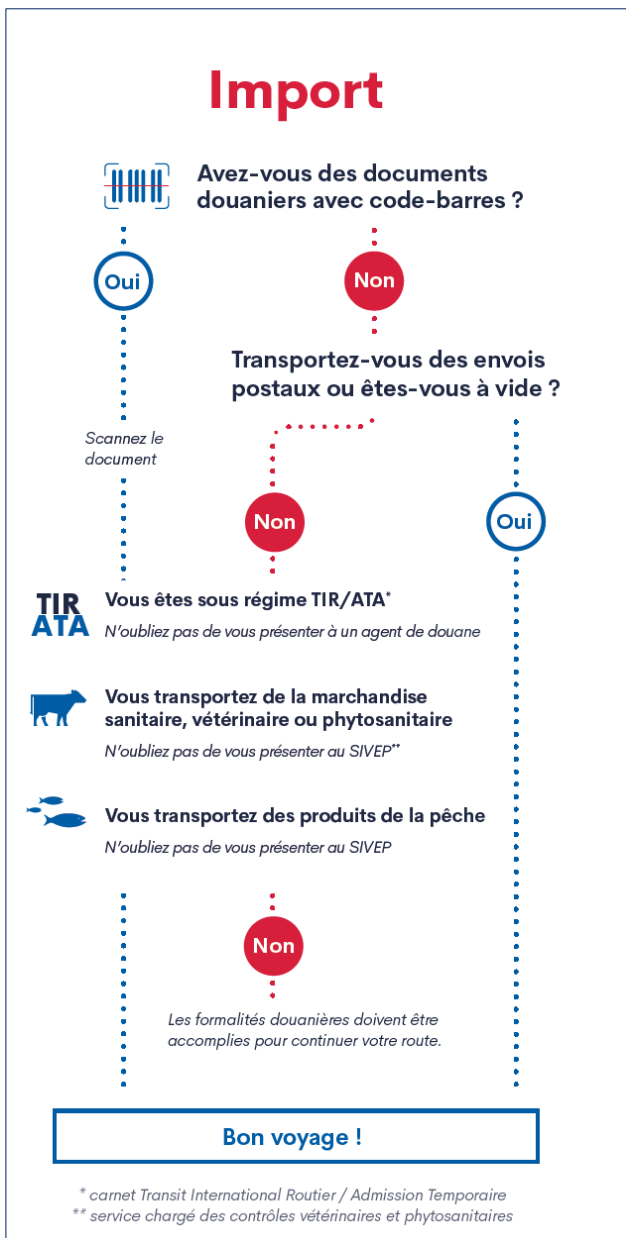 Import
Avez-vous des documents
douaniers avec code-barres ?
Oui
Non
Transportez-vous des envois
postaux ou êtes-vous à vide ?
Scannez le
document
Non
Oui
TIR
ATA
Vous êtes sous régime TIR/ATA*
N'oubliez pas de vous présenter à un agent de douane
Vous transportez de la marchandise
sanitaire, vétérinaire ou phytosanitaire
N'oubliez pas de vous présenter au SIVEP**
Vous transportez des produits de la pêche
N'oubliez pas de vous présenter au SIVEP
Non
Les formalités douanières doivent être
accomplies pour continuer votre route.
Bon voyage !
* carnet Transit International Routier / Admission Temporaire
** service chargé des contrôles vétérinaires et phytosanitaires